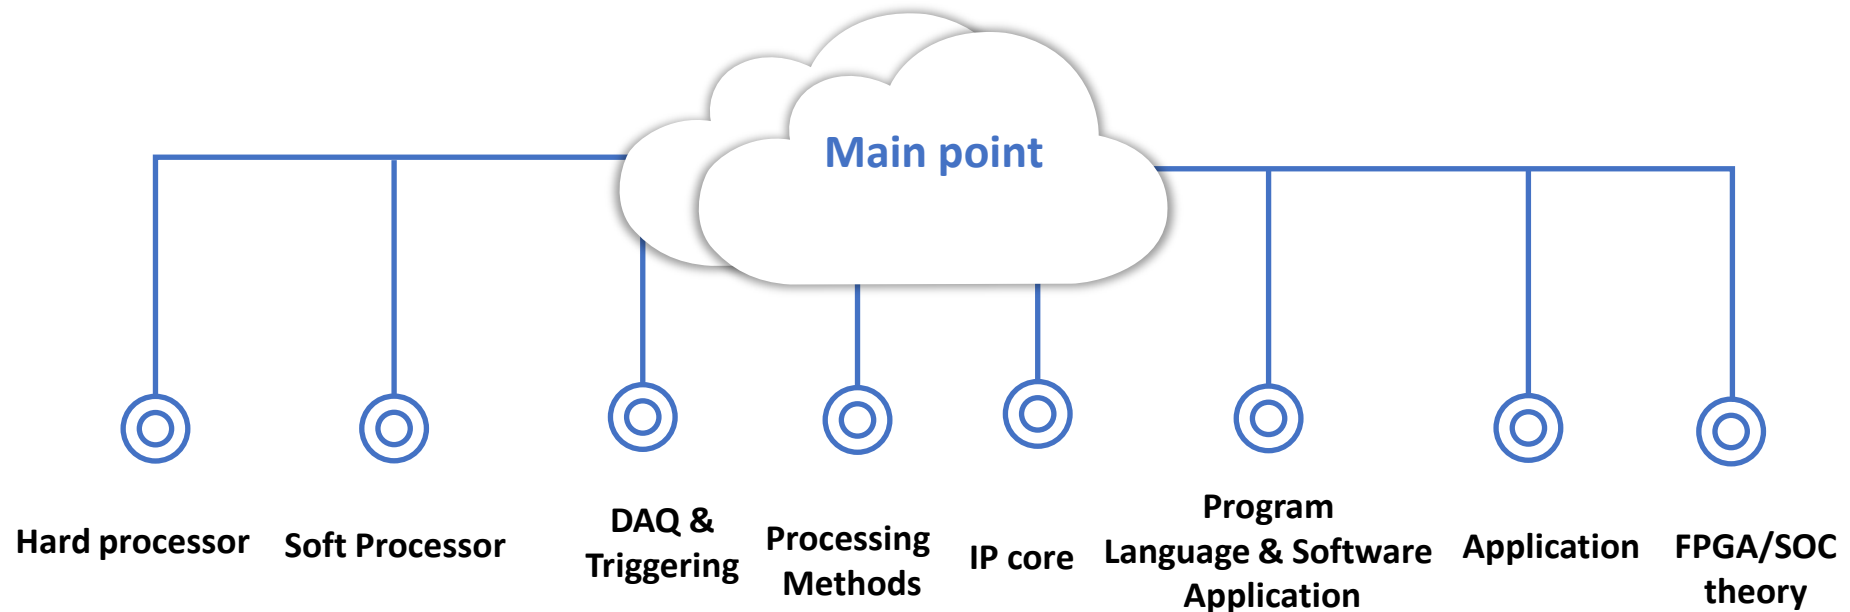 Main point
Hard processor
Soft Processor
DAQ &
Triggering
Processing
Methods
IP core
Program
Language & Software
Application
Application
FPGA/SOC
theory